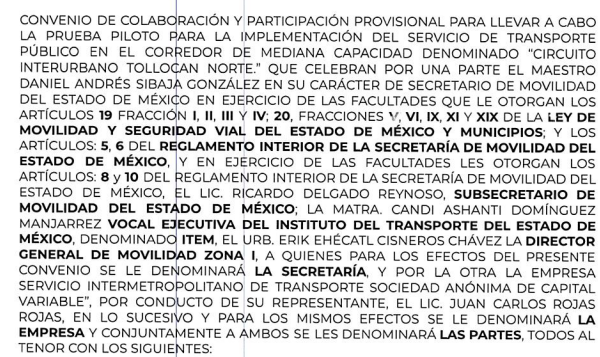 CONVENIO DE COLABORACIÓN Y PARTICIPACIÓN PROVISIONAL PARA LLEVAR A CABO
LA PRUEBA PILOTO PARA LA IMPLEMENTACIÓN DEL SERVICIO DE TRANSPORTE
PÚBLICO EN EL CORREDOR DE MEDIANA CAPACIDAD DENOMINADO "CIRCUITO
INTERURBANO TOLLOCAN NORTE." QUE CELEBRAN POR UNA PARTE EL MAESTRO
DANIEL ANDRÉS SIBAJA GONZÁLEZ EN SU CARÁCTER DE SECRETARIO DE MOVILIDAD
DEL ESTADO DE MÉXICO EN EJERCICIO DE LAS FACULTADES QUE LE OTORGAN LOS
ARTÍCULOS 19 FRACCIÓN I, II, III Y IV; 20, FRACCIONES V, VI, IX, XI Y XIX DE LA LEY DE
MOVILIDAD Y SEGURIDAD VIAL DEL ESTADO DE MÉXICO Y MUNICIPIOS; Y LOS
ARTÍCULOS: 5, 6 DEL REGLAMENTO INTERIOR DE LA SECRETARÍA DE MOVILIDAD DEL
ESTADO DE MÉXICO, Y EN EJERCICIO DE LAS FACULTADES LES OTORGAN LOS
ARTÍCULOS: 8 y 10 DEL REGLAMENTO INTERIOR DE LA SECRETARÍA DE MOVILIDAD DEL
ESTADO DE MÉXICO, EL LIC. RICARDO DELGADO REYNOSO, SUBSECRETARIO DE
MOVILIDAD DEL ESTADO DE MÉXICO; LA MATRA. CANDI ASHANTI DOMÍNGUEZ
MANJARREZ VOCAL EJECUTIVA DEL INSTITUTO DEL TRANSPORTE DEL ESTADO DE
MÉXICO, DENOMINADO ITEM, EL URB. ERIK EHÉCATL CISNEROS CHÁVEZ LA DIRECTOR
GENERAL DE MOVILIDAD ZONA I, A QUIENES PARA LOS EFECTOS DEL PRESENTE
CONVENIO SE LE DENOMINARÁ LA SECRETARÍA, Y POR LA OTRA LA EMPRESA
SERVICIO INTERMETROPOLITANO DE TRANSPORTE SOCIEDAD ANÓNIMA DE CAPITAL
VARIABLE", POR CONDUCTO DE SU REPRESENTANTE, EL LIC. JUAN CARLOS ROJAS
ROJAS, EN LO SUCESIVO Y PARA LOS MISMOS EFECTOS SE LE DENOMINARÁ LA
EMPRESA Y CONJUNTAMENTE A AMBOS SE LES DENOMINARÁ LAS PARTES, TODOS AL
TENOR CON LOS SIGUIENTES: